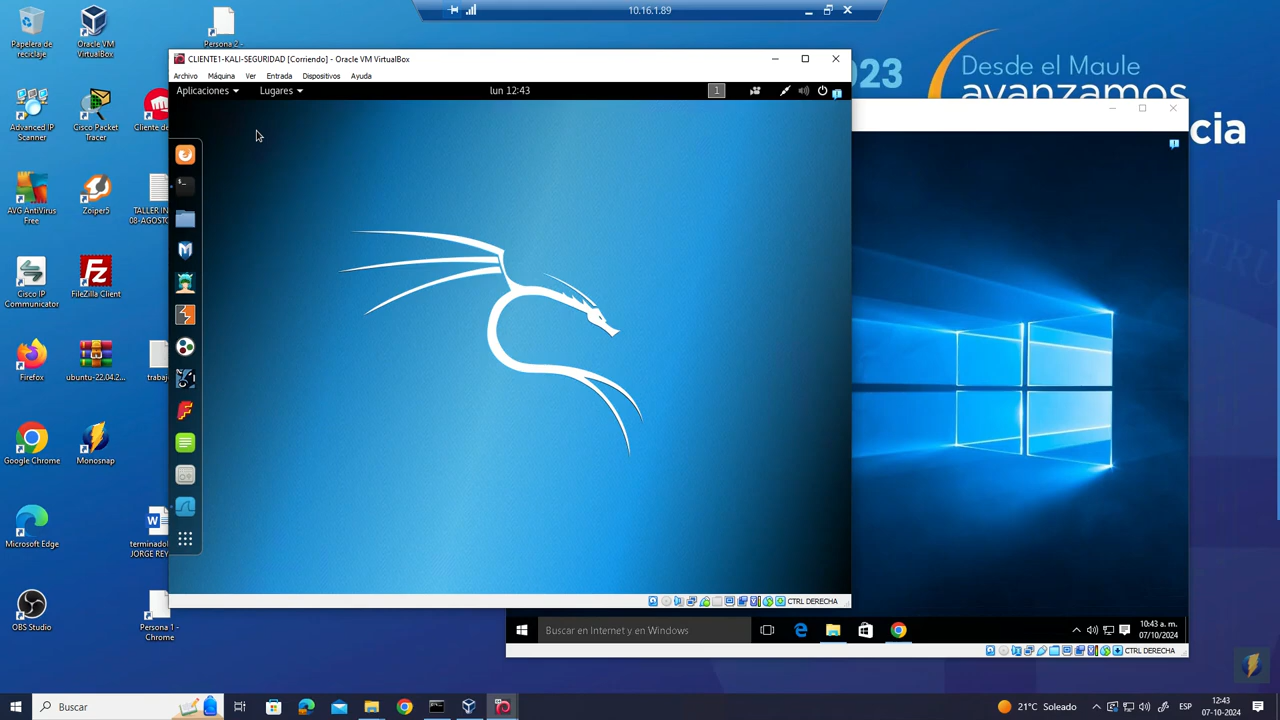 10.16.1.89
Papelera de
reciclaje
Oracle VM
VirtualBox
Persona 2 -
CLIENTE1-KALI-SEGURIDAD [Corriendo] - Oracle VM VirtualBox
Archivo Máquina Ver Entrada Dispositivos Ayuda
Aplicaciones Lugares lun 12:43 1
2023
Desde el Maule
avanzamos
cia
Advanced IP
Scanner
Cisco Packet
Tracer
Cliente de
AVG AntiVirus
Free
Zoiper5
TALLER IN
08-AGOSTO
Cisco IP
Communicator
FileZilla Client
Firefox
ubuntu-22.04.2...
trabaj
Google Chrome
Monosnap
Microsoft Edge
terminado
JORGE REY
OBS Studio
Persona 1 -
Chrome
CTRL DERECHA
Buscar en Internet y en Windows
10:43 a. m.
07/10/2024
CTRL DERECHA
Buscar
21°C Soleado
ESP
12:43
07-10-2024